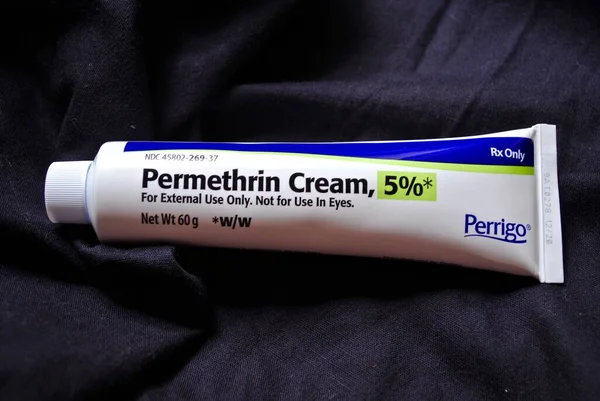 NDC 45802-269-37
Rx Only
Permethrin Cream, 5%*
For External Use Only. Not for Use In Eyes.
Net Wt 60 g *w/w
Perrigo®